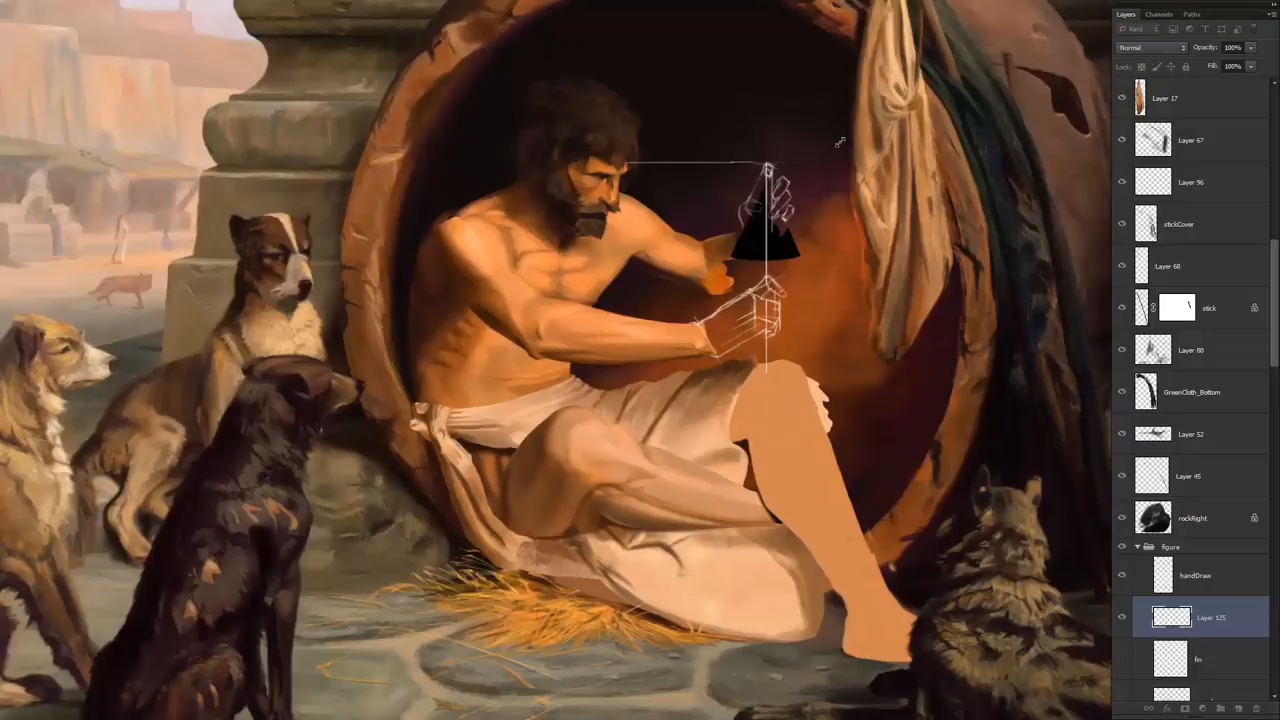 Layers Channels Paths
Kind
Normal Opacity: 100%
Lock: Fill: 100%
Layer 17
Layer 67
Layer 96
stickCover
Layer 68
stick
Layer 80
GreenCloth_Bottom
Layer 52
Layer 45
rockRight
figure
handDraw
Layer 125
fin